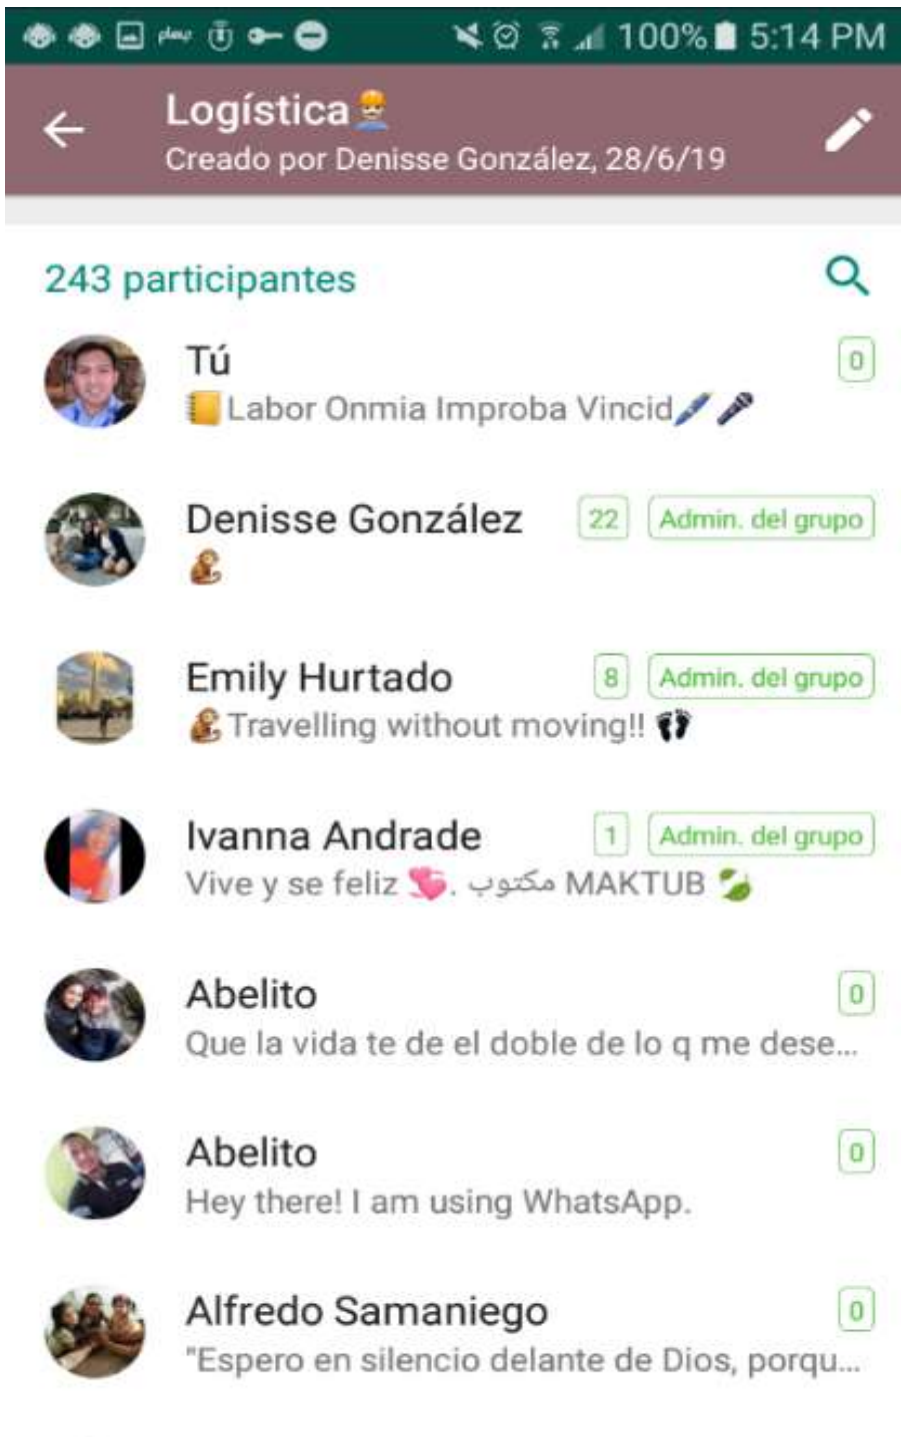 100% 5:14 PM
Logística
Creado por Denisse González, 28/6/19
243 participantes
Tú 0
Labor Onmia Improba Vincid
Denisse González 22 Admin. del grupo
Emily Hurtado 8 Admin. del grupo
Travelling without moving!!
Ivanna Andrade 1 Admin. del grupo
Vive y se feliz . مكتوب MAKTUB
Abelito 0
Que la vida te de el doble de lo q me dese...
Abelito 0
Hey there! I am using WhatsApp.
Alfredo Samaniego 0
"Espero en silencio delante de Dios, porqu...